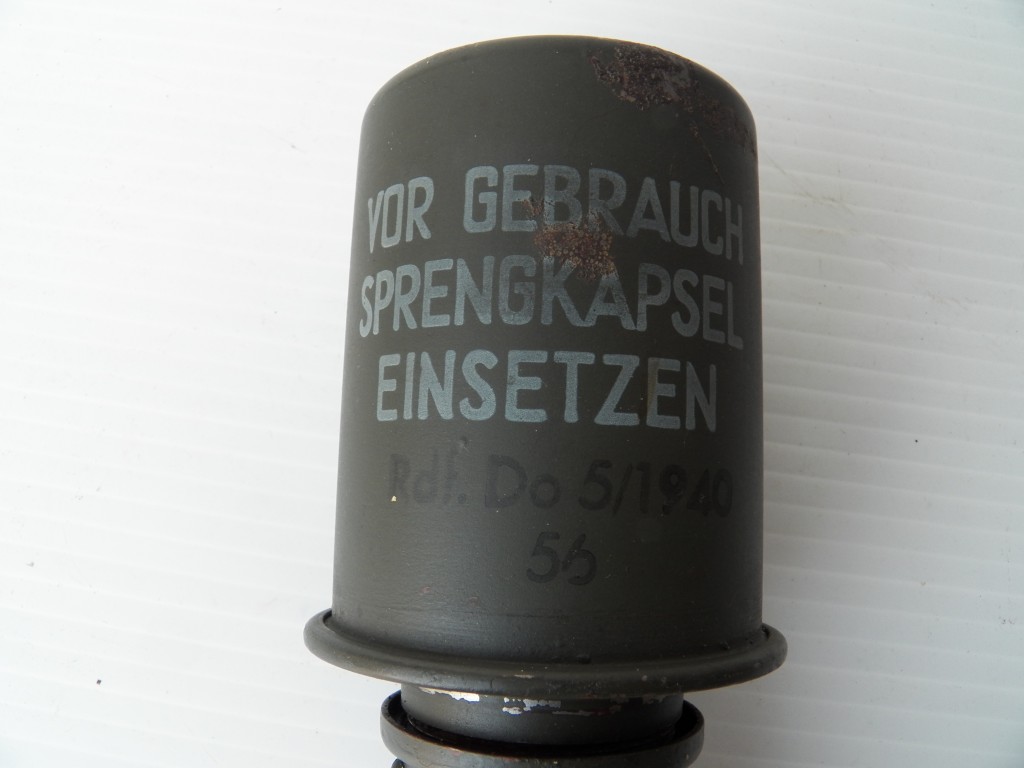 VOR GEBRAUCH
SPRENGKAPSEL
EINSETZEN
Rdf. Do 5/1940
56